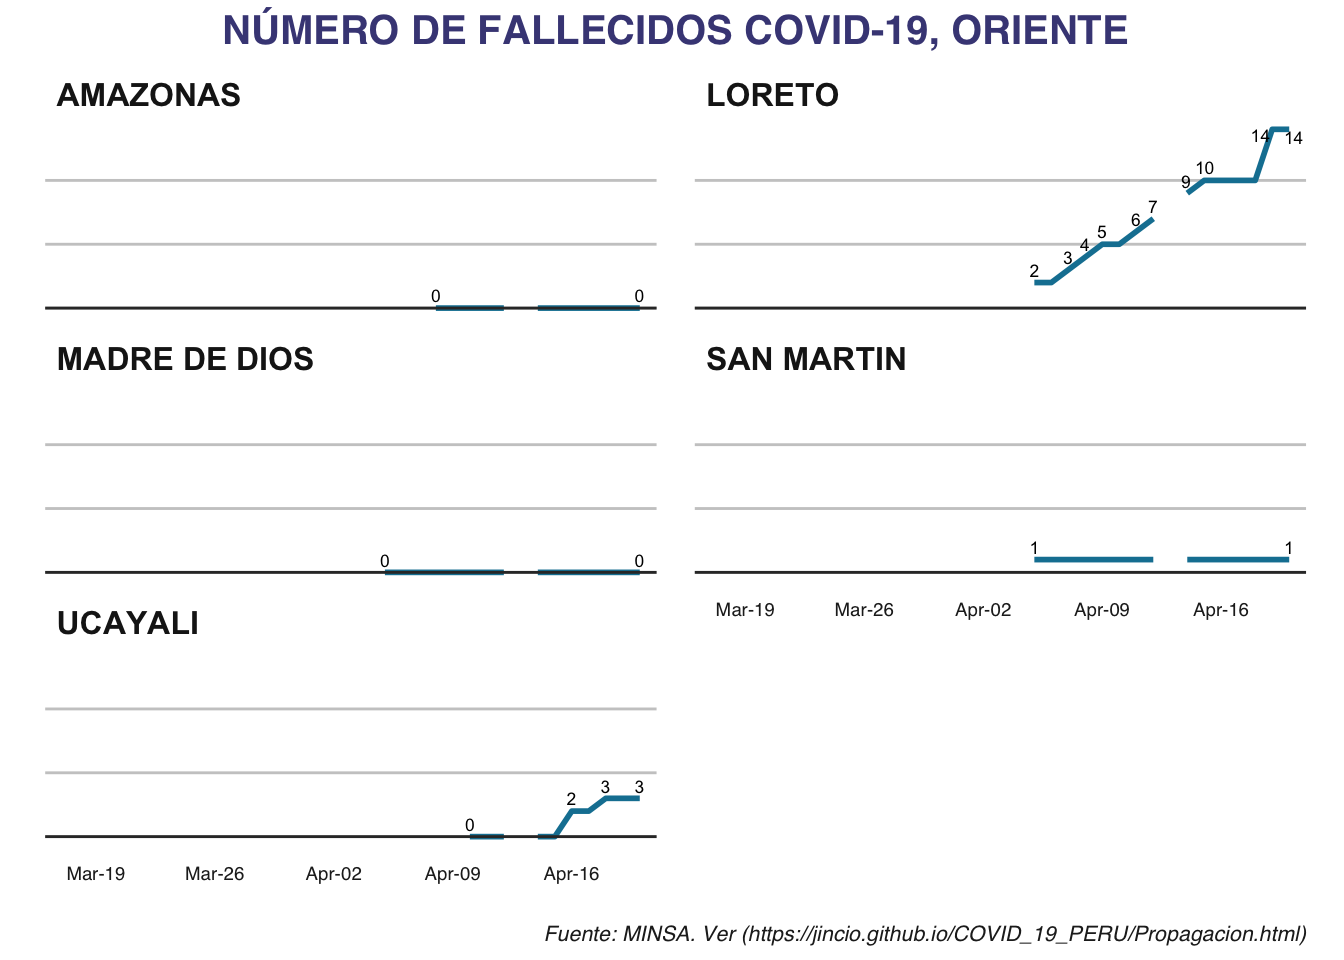 NÚMERO DE FALLECIDOS COVID-19, ORIENTE
AMAZONAS
0 0
LORETO
2 3 4 5 6 7 9 10 14 14
MADRE DE DIOS
0 0
SAN MARTIN
1 1
Mar-19 Mar-26 Apr-02 Apr-09 Apr-16
UCAYALI
0 2 3 3
Mar-19 Mar-26 Apr-02 Apr-09 Apr-16
Fuente: MINSA. Ver (https://jincio.github.io/COVID_19_PERU/Propagacion.html)